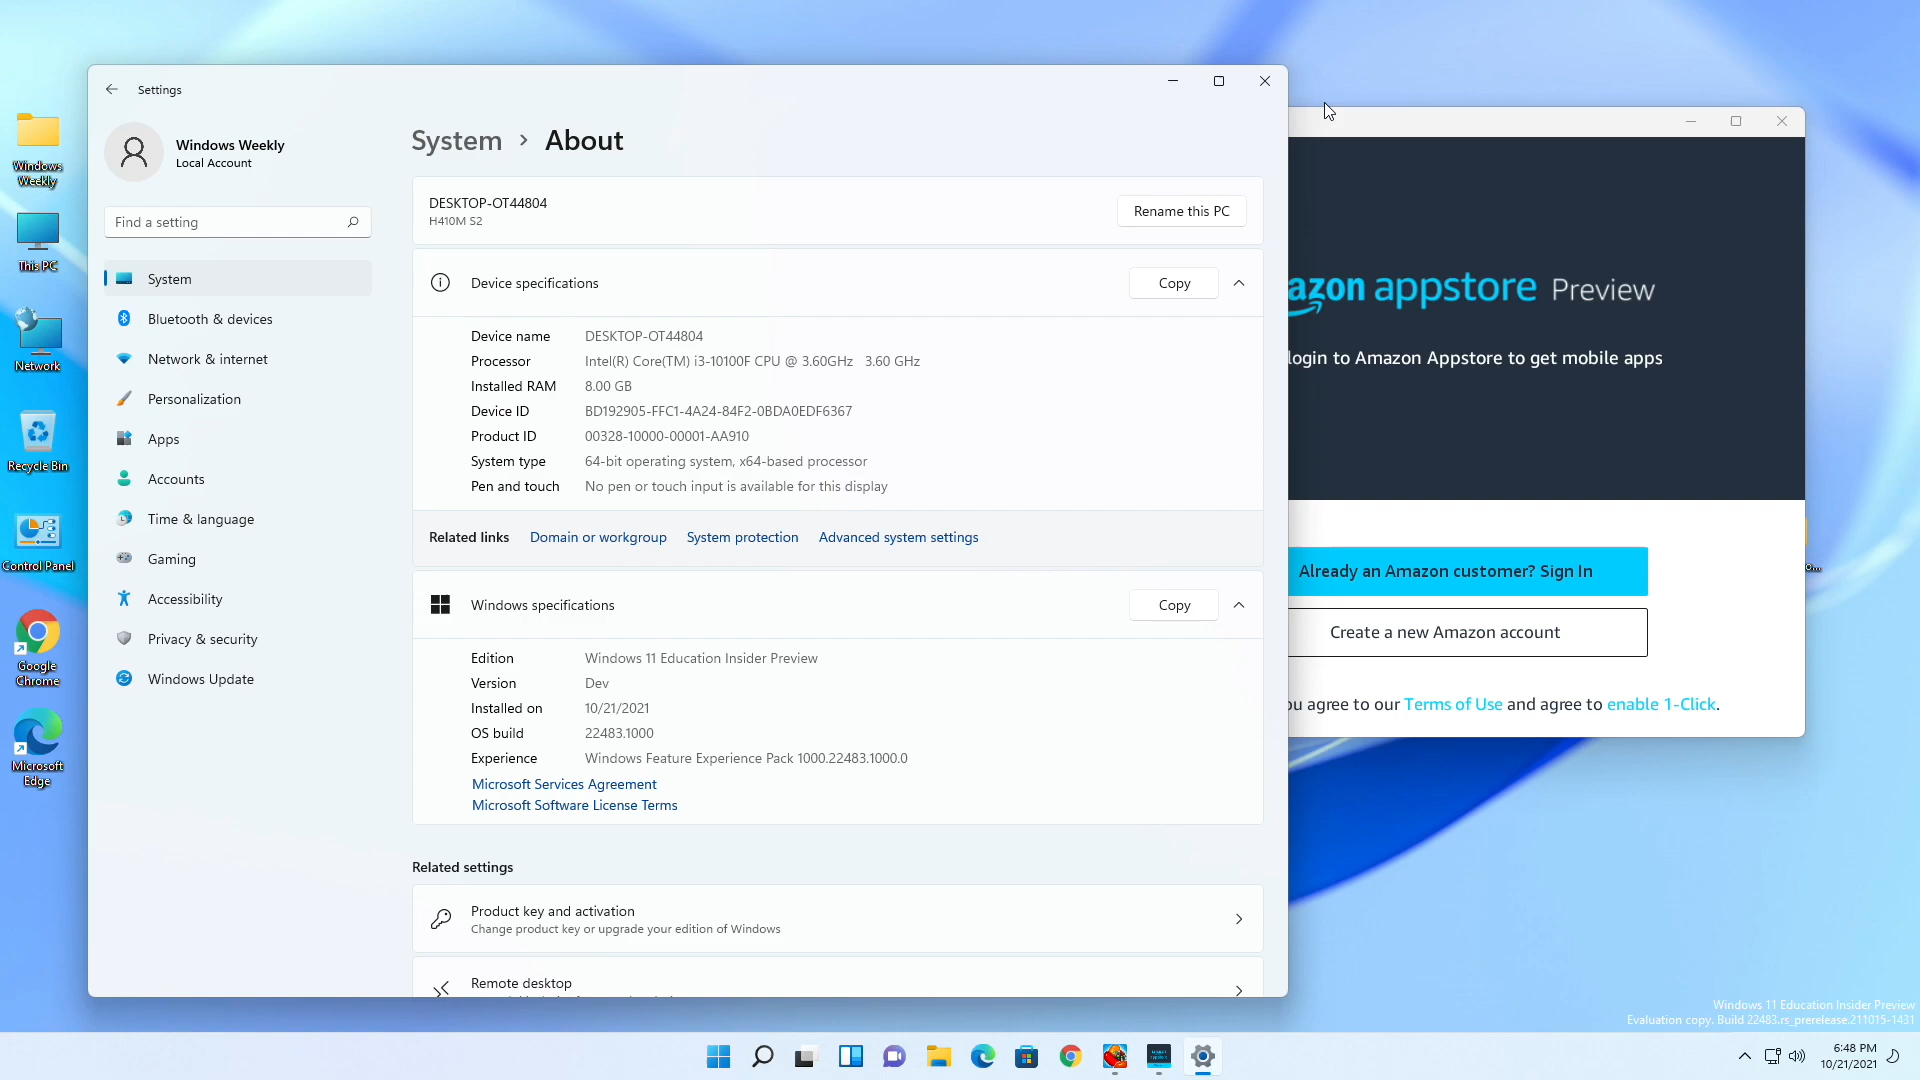 Settings
Windows Weekly
Local Account
Find a setting
System
Bluetooth & devices
Network & internet
Personalization
Apps
Accounts
Time & language
Gaming
Accessibility
Privacy & security
Windows Update
System > About
DESKTOP-OT44804
H410M S2
Rename this PC
Device specifications
Copy
Device name DESKTOP-OT44804
Processor Intel(R) Core(TM) i3-10100F CPU @ 3.60GHz 3.60 GHz
Installed RAM 8.00 GB
Device ID BD192905-FFC1-4A24-84F2-0BDA0EDF6367
Product ID 00328-10000-00001-AA910
System type 64-bit operating system, x64-based processor
Pen and touch No pen or touch input is available for this display
Related links Domain or workgroup System protection Advanced system settings
Windows specifications
Copy
Edition Windows 11 Education Insider Preview
Version Dev
Installed on 10/21/2021
OS build 22483.1000
Experience Windows Feature Experience Pack 1000.22483.1000.0
Microsoft Services Agreement
Microsoft Software License Terms
Related settings
Product key and activation
Change product key or upgrade your edition of Windows
Remote desktop
azon appstore Preview
login to Amazon Appstore to get mobile apps
Already an Amazon customer? Sign In
Create a new Amazon account
ou agree to our Terms of Use and agree to enable 1-Click.
Windows
Weekly
This PC
Network
Recycle Bin
Control Panel
Google
Chrome
Microsoft
Edge
o...
Windows 11 Education Insider Preview
Evaluation copy. Build 22483.rs_prerelease.211015-1431
6:48 PM
10/21/2021